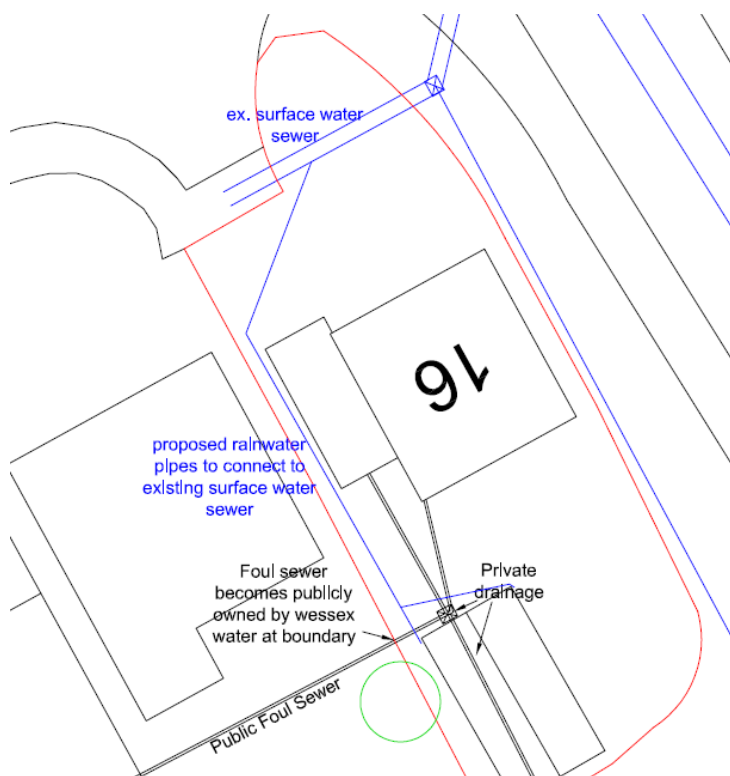 ex. surface water
sewer
16
proposed rainwater
pipes to connect to
existing surface water
sewer
Foul sewer
becomes publicly
owned by wessex
water at boundary
Private
drainage
Public Foul Sewer